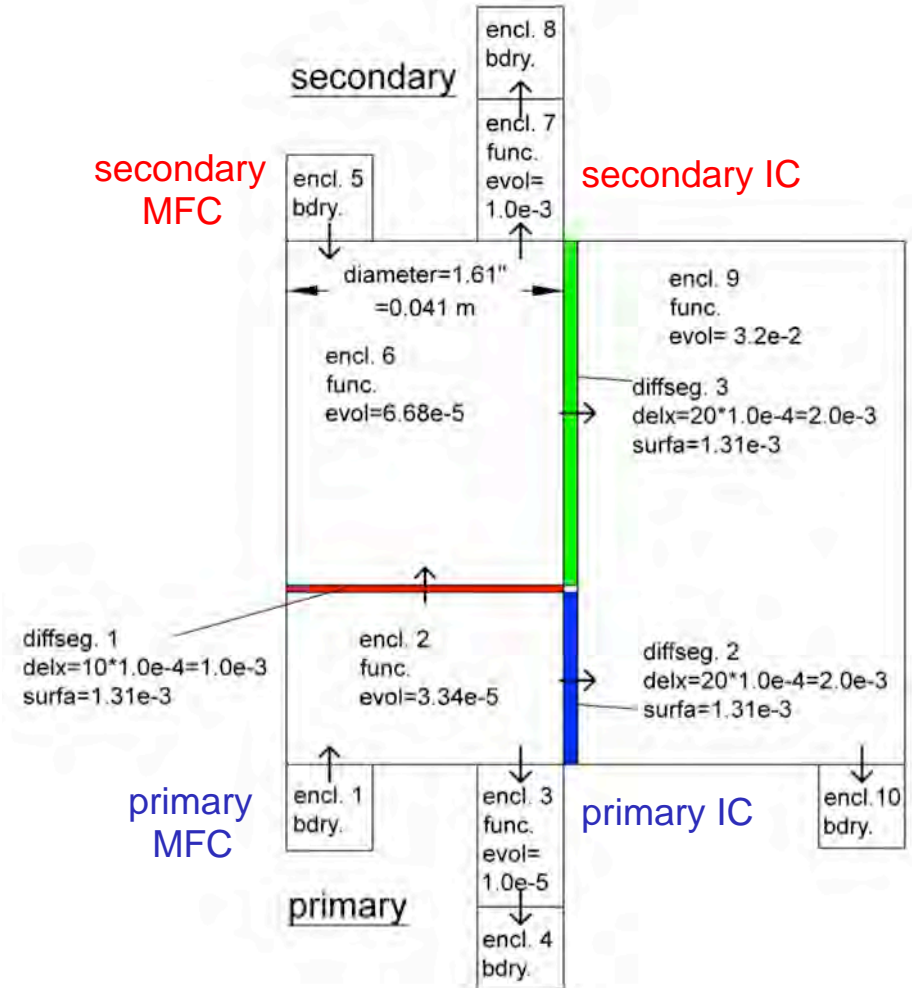 encl. 8
bdry.
secondary
encl. 7
func.
evol=
1.0e-3
secondary
MFC
encl. 5
bdry.
secondary IC
diameter=1.61"
=0.041 m
encl. 9
func.
evol= 3.2e-2
encl. 6
func.
evol=6.68e-5
diffseg. 3
delx=20*1.0e-4=2.0e-3
surfa=1.31e-3
diffseg. 1
delx=10*1.0e-4=1.0e-3
surfa=1.31e-3
encl. 2
func.
evol=3.34e-5
diffseg. 2
delx=20*1.0e-4=2.0e-3
surfa=1.31e-3
primary
MFC
encl. 1
bdry.
encl. 3
func.
evol=
1.0e-5
primary IC
encl.10
bdry.
primary
encl. 4
bdry.